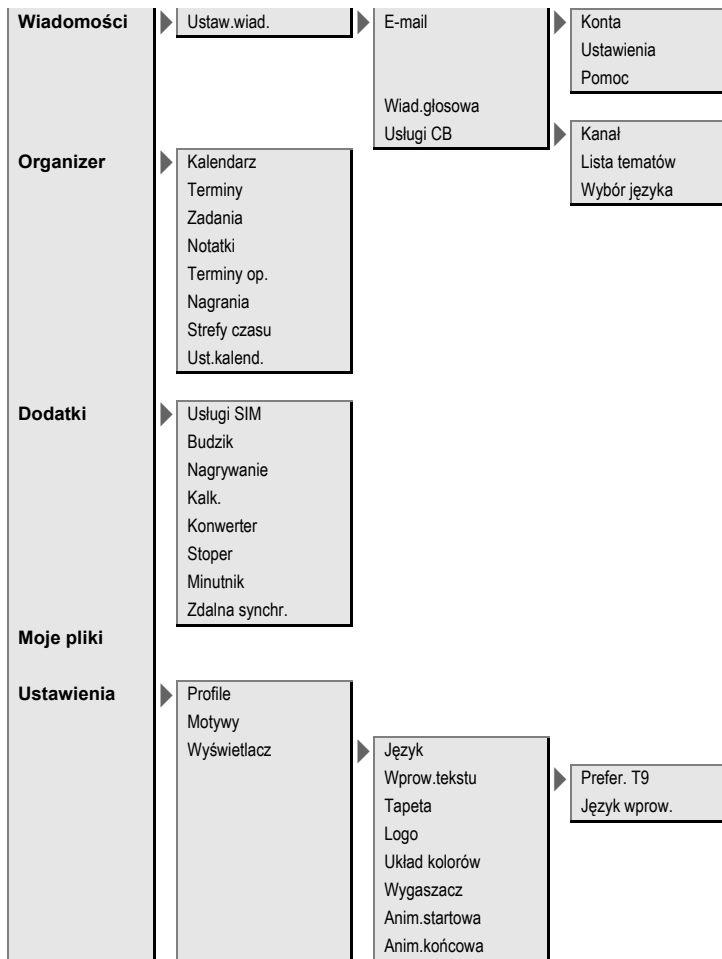 Wiadomości
Ustaw.wiad.
E-mail
Konta
Ustawienia
Pomoc
Wiad.głosowa
Usługi CB
Kanał
Lista tematów
Wybór języka
Organizer
Kalendarz
Terminy
Zadania
Notatki
Terminy op.
Nagrania
Strefy czasu
Ust.kalend.
Dodatki
Usługi SIM
Budzik
Nagrywanie
Kalk.
Konwerter
Stoper
Minutnik
Zdalna synchr.
Moje pliki
Ustawienia
Profile
Motywy
Wyświetlacz
Język
Wprow.tekstu
Prefer. T9
Język wprow.
Tapeta
Logo
Układ kolorów
Wygaszacz
Anim.startowa
Anim.końcowa